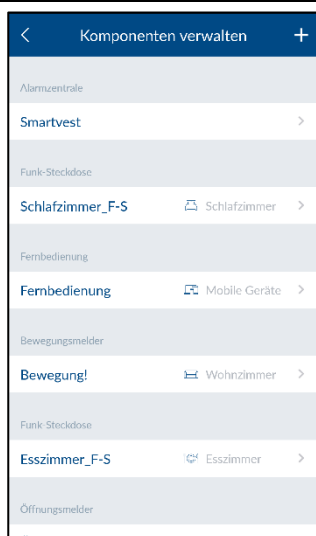 Komponenten verwalten +
Alarmzentrale
Smartvest
Funk-Steckdose
Schlafzimmer_F-S Schlafzimmer
Fernbedienung
Fernbedienung Mobile Geräte
Bewegungsmelder
Bewegung! Wohnzimmer
Funk-Steckdose
Esszimmer_F-S Esszimmer
Öffnungsmelder